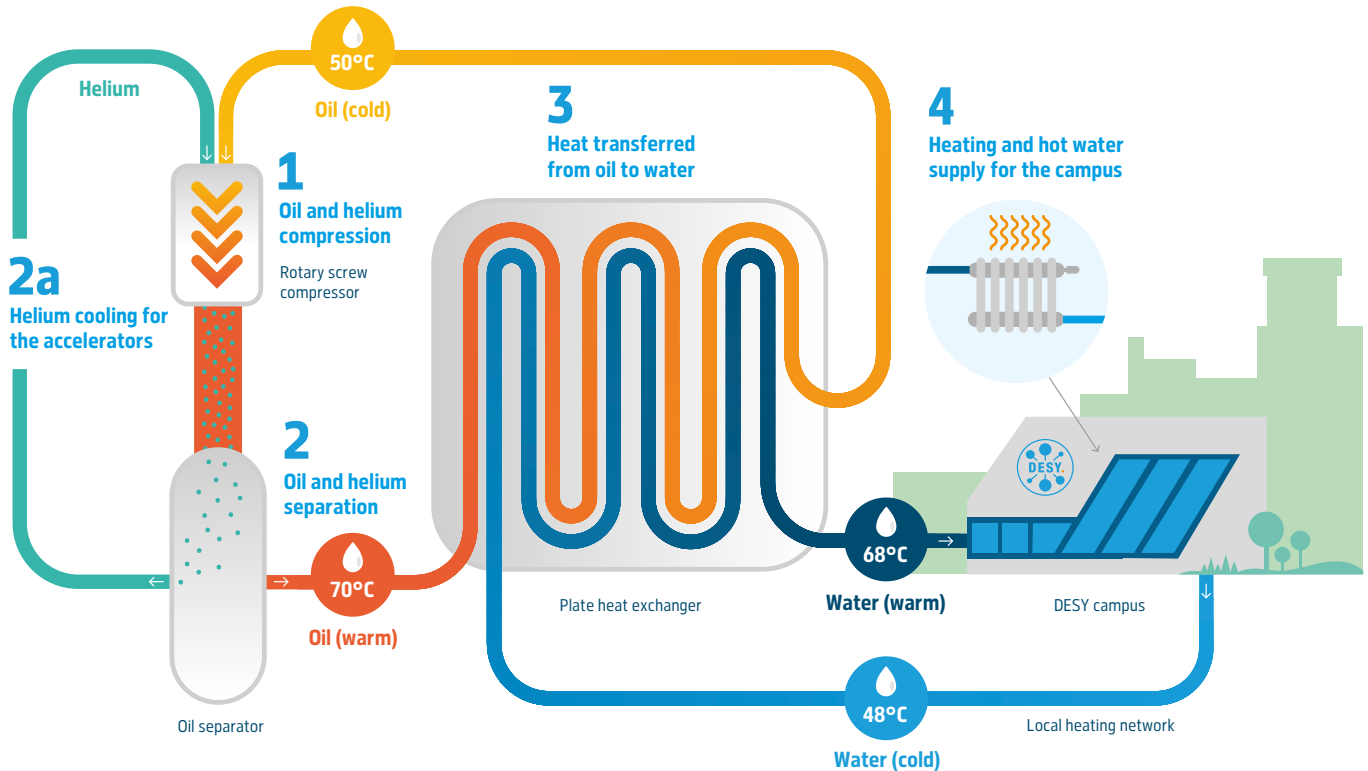 Helium
50°C
Oil (cold)
1
Oil and helium
compression
Rotary screw
compressor
2a
Helium cooling for
the accelerators
2
Oil and helium
separation
70°C
Oil (warm)
Oil separator
3
Heat transferred
from oil to water
Plate heat exchanger
68°C
Water (warm)
48°C
Water (cold)
4
Heating and hot water
supply for the campus
DESY.
DESY campus
Local heating network